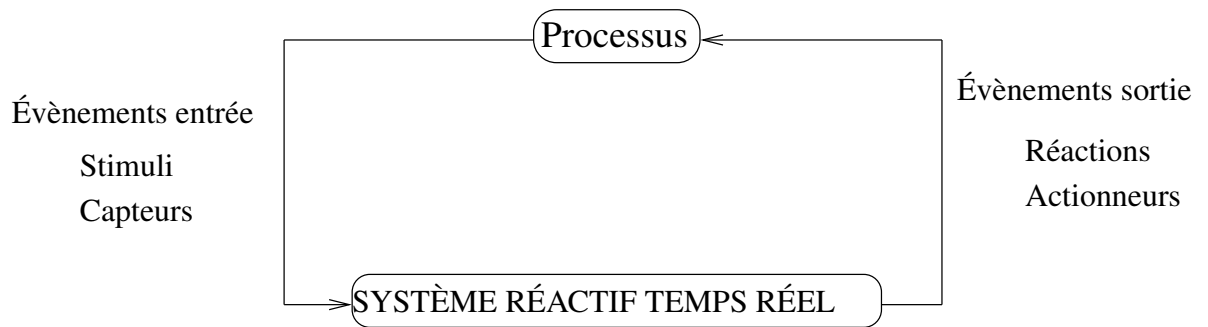 Processus
Évènements entrée
Stimuli
Capteurs
Évènements sortie
Réactions
Actionneurs
SYSTÈME RÉACTIF TEMPS RÉEL